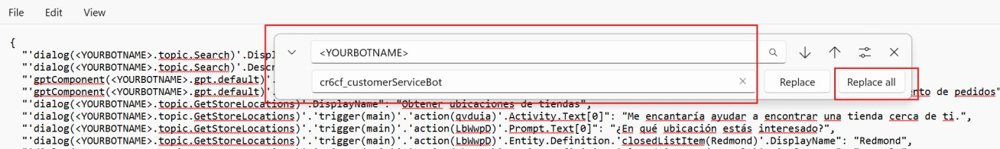 File Edit View
{
"'dialog(<YOURBOTNAME>.topic.Search)'.Displ
<YOURBOTNAME>
"'dialog(<YOURBOTNAME>.topic.Search)'.Descr
"'gptComponent(<YOURBOTNAME>.gpt.default)'.
cr6cf_customerServiceBot
Replace
Replace all
"'gptComponent(<YOURBOTNAME>.gpt.default)'. nto de pedidos"
"'dialog(<YOURBOTNAME>.topic.GetStoreLocations)'.DisplayName": "Obtener ubicaciones de tiendas",
"'dialog(<YOURBOTNAME>.topic.GetStoreLocations)'.'trigger(main)'.'action(qvduia)'.Activity.Text[0]": "Me encantaría ayudar a encontrar una tienda cerca de ti.",
"'dialog(<YOURBOTNAME>.topic.GetStoreLocations)'.'trigger(main)'.'action(LbWwpD)'.Prompt.Text[0]": "¿En qué ubicación estás interesado?",
"'dialog(<YOURBOTNAME>.topic.GetStoreLocations)'.'trigger(main)'.'action(LbWwpD)'.Entity.Definition.'closedListItem(Redmond)'.DisplayName": "Redmond",